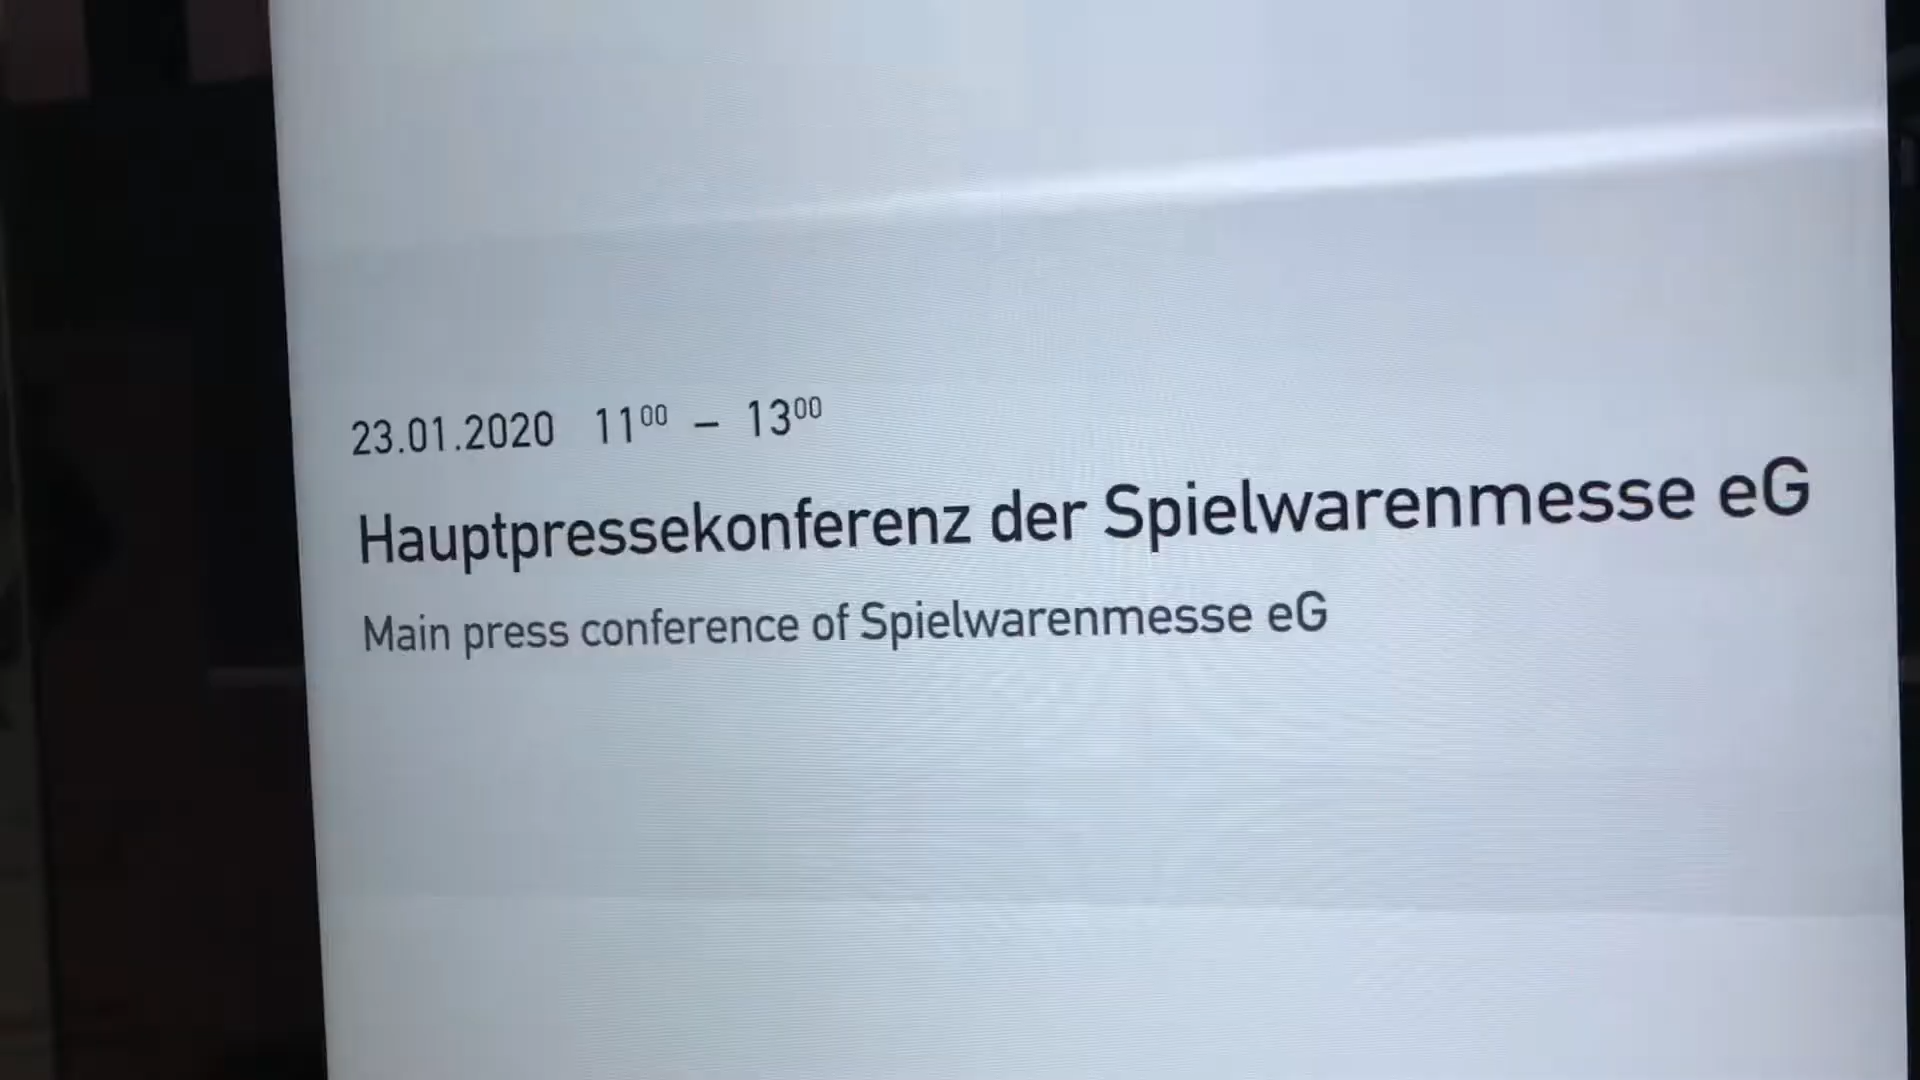 23.01.2020 11⁰⁰ – 13⁰⁰
Hauptpressekonferenz der Spielwarenmesse eG
Main press conference of Spielwarenmesse eG